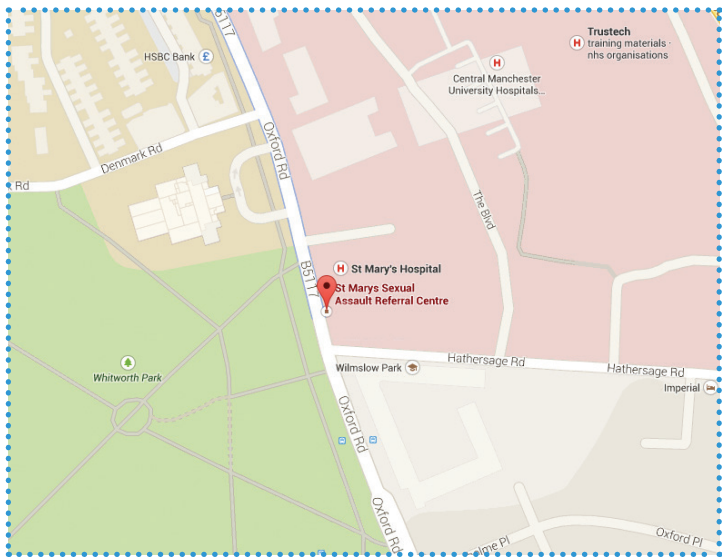 B5117
Trustech
training materials ·
nhs organisations
HSBC Bank
£
H
H
Central Manchester
University Hospitals...
Oxford Rd
Denmark Rd
Rd
The Blvd
B5117
H
St Mary's Hospital
St Marys Sexual
Assault Referral Centre
Hathersage Rd
Hathersage Rd
Wilmslow Park
Whitworth Park
Imperial
Oxford Rd
Oxford Rd
Oxford Pl
lme Pl